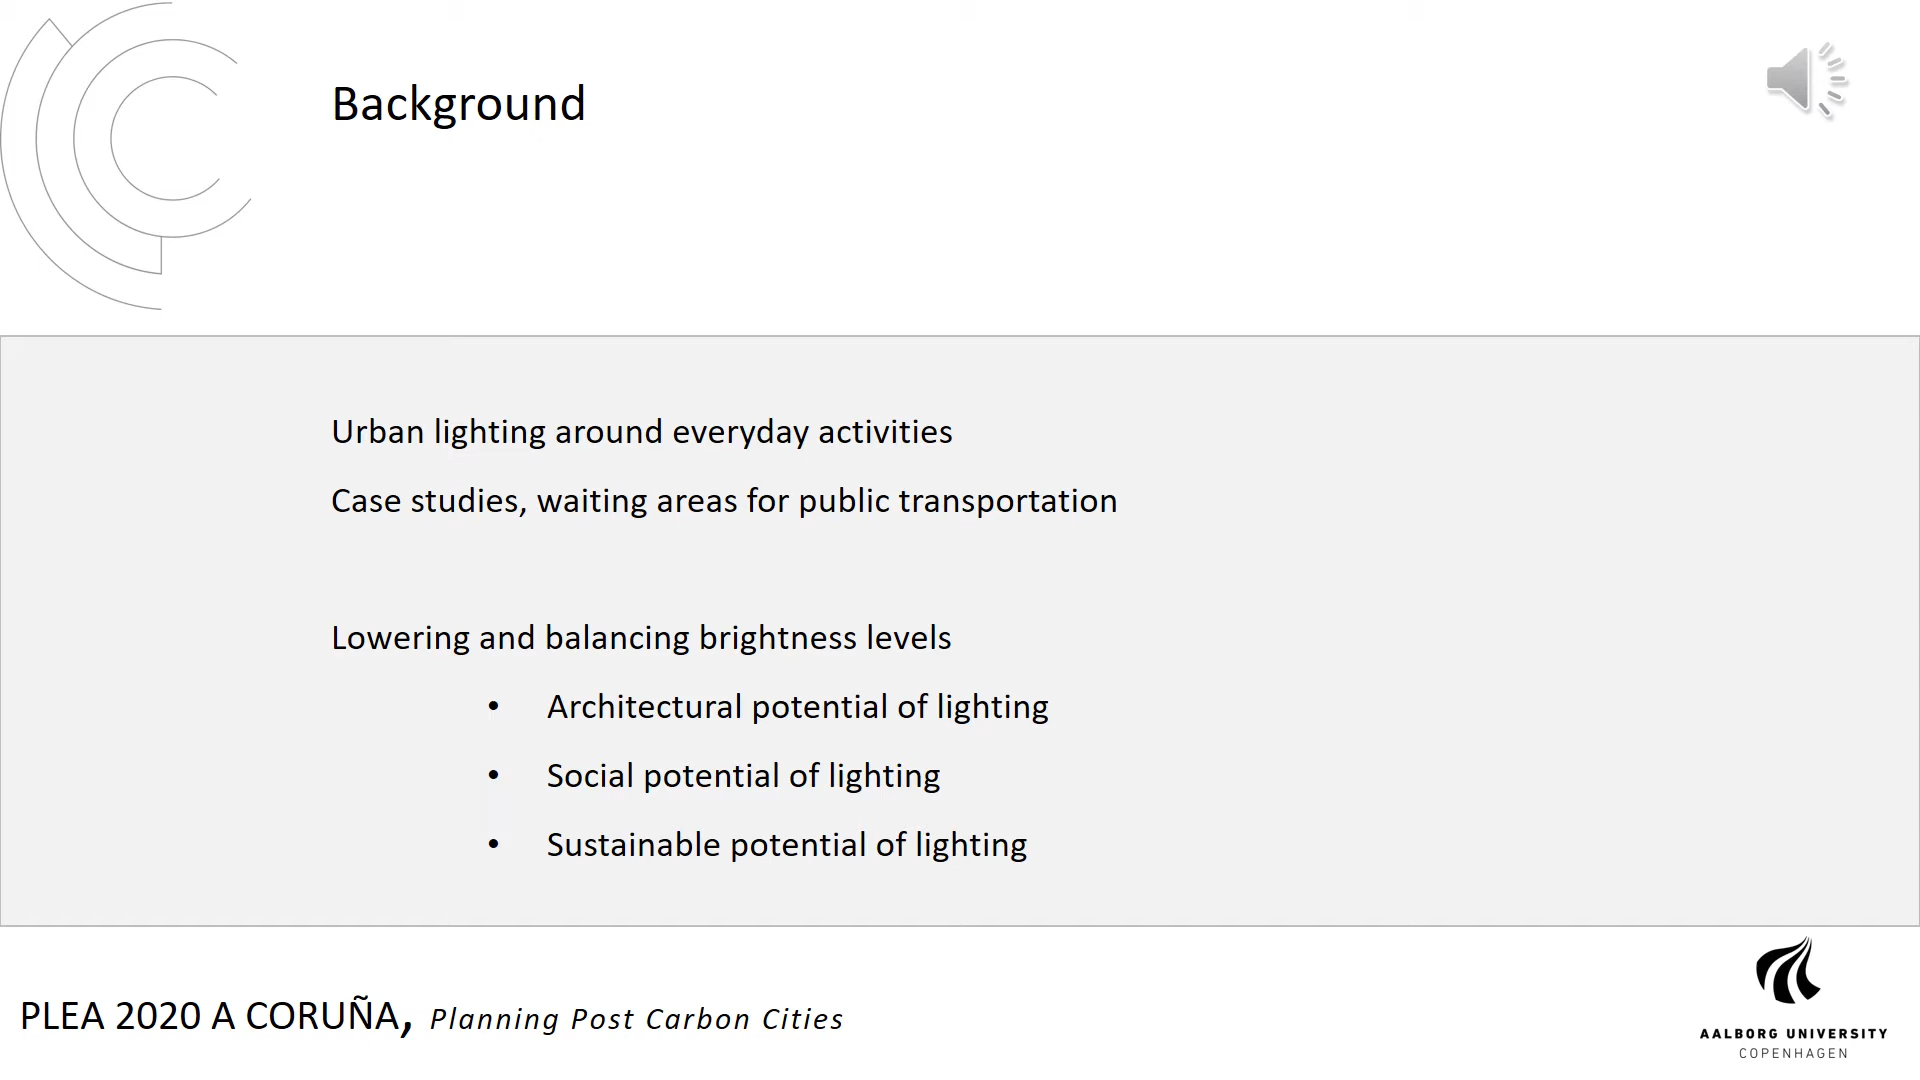 Background
Urban lighting around everyday activities
Case studies, waiting areas for public transportation
Lowering and balancing brightness levels
• Architectural potential of lighting
• Social potential of lighting
• Sustainable potential of lighting
PLEA 2020 A CORUÑA, Planning Post Carbon Cities
AALBORG UNIVERSITY
COPENHAGEN